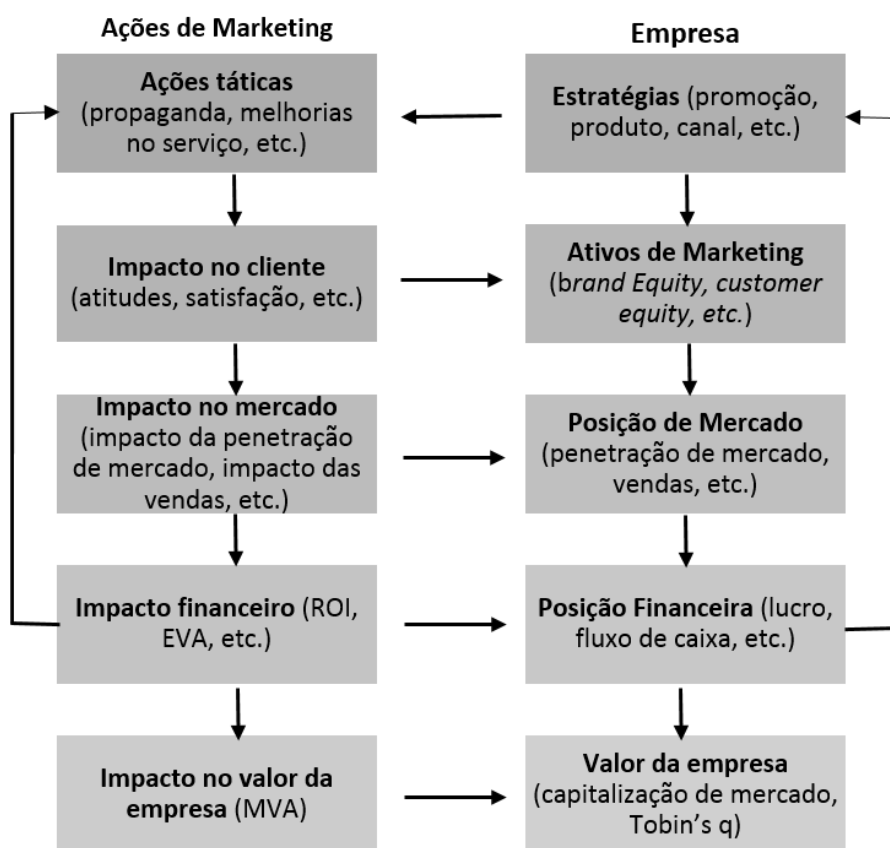 Ações de Marketing
Empresa
Ações táticas
(propaganda, melhorias
no serviço, etc.)
Estratégias (promoção,
produto, canal, etc.)
Impacto no cliente
(atitudes, satisfação, etc.)
Ativos de Marketing
(brand Equity, customer
equity, etc.)
Impacto no mercado
(impacto da penetração
de mercado, impacto das
vendas, etc.)
Posição de Mercado
(penetração de mercado,
vendas, etc.)
Impacto financeiro (ROI,
EVA, etc.)
Posição Financeira (lucro,
fluxo de caixa, etc.)
Impacto no valor da
empresa (MVA)
Valor da empresa
(capitalização de mercado,
Tobin’s q)